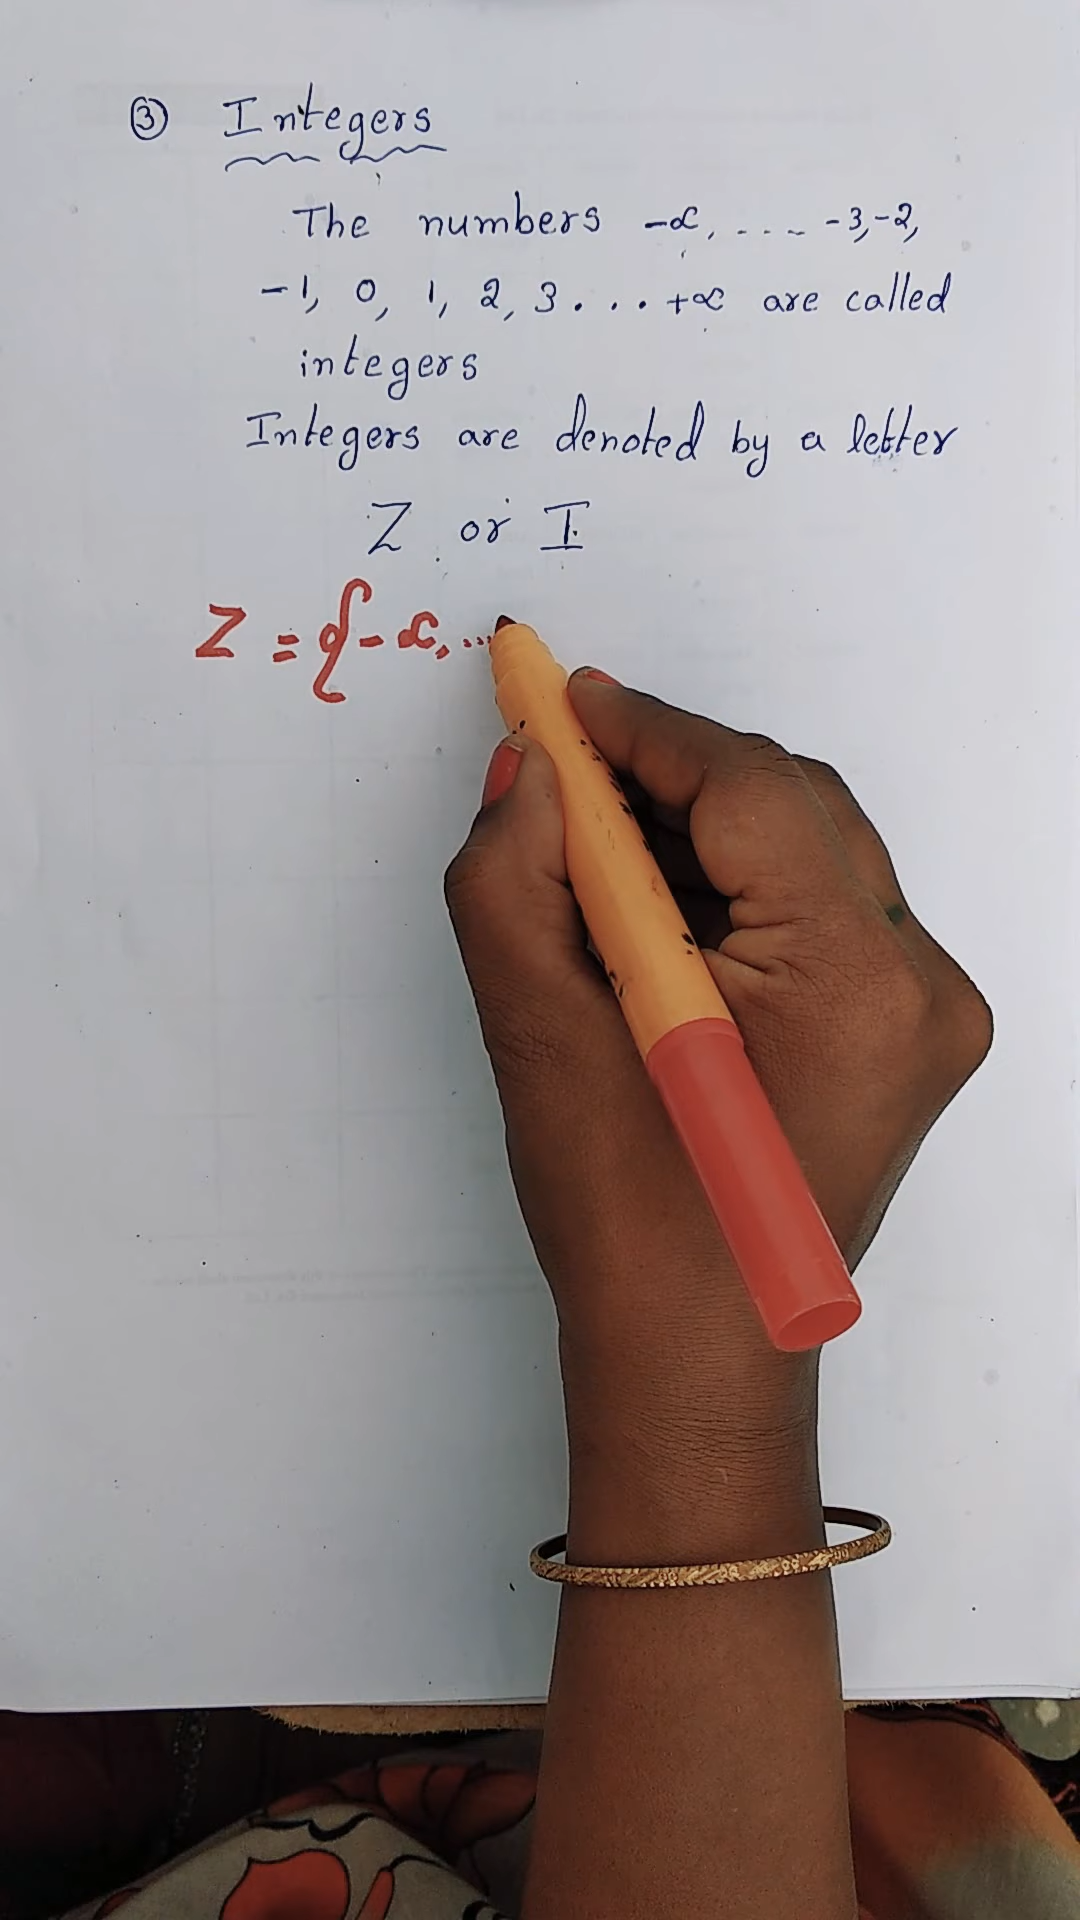 ③ Integers
The numbers -∝, .... -3,-2,
-1, 0, 1, 2, 3... +∝ are called
integers
Integers are denoted by a letter
Z or I
Z = {-∝, ...